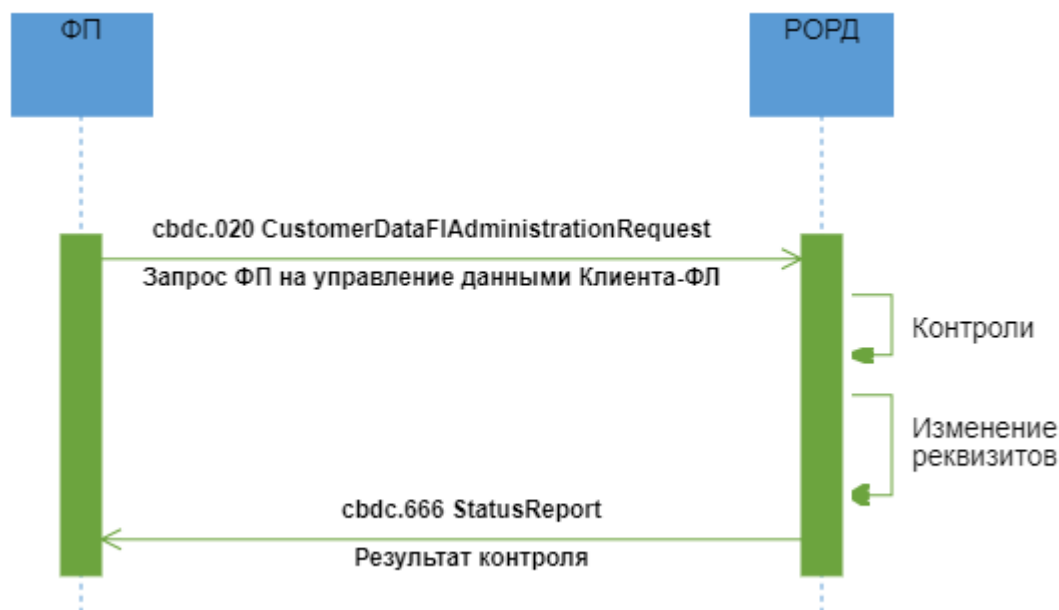 ФП
РОРД
cbdc.020 CustomerDataFIAdministrationRequest
Запрос ФП на управление данными Клиента-ФЛ
Контроли
Изменение
реквизитов
cbdc.666 StatusReport
Результат контроля